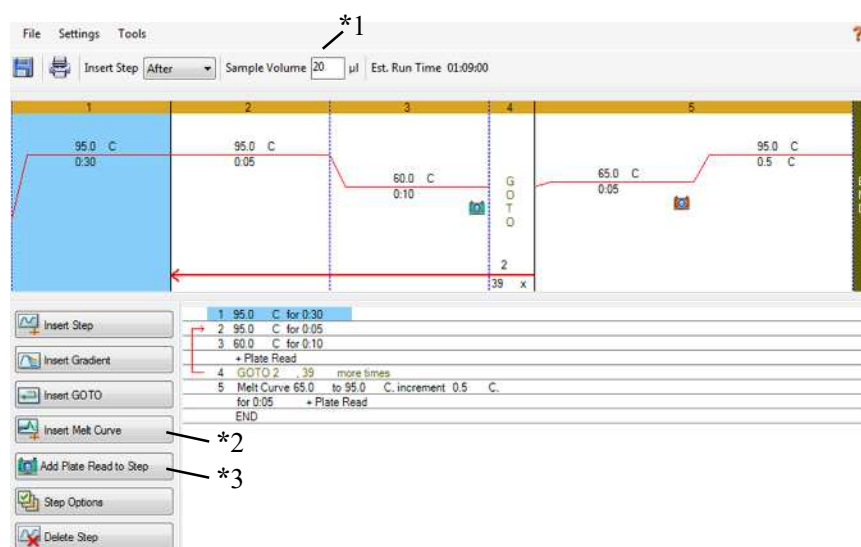 *1
File Settings Tools ?
Insert Step After Sample Volume 20 µl Est. Run Time 01:09:00
1 2 3 4 5
95.0 C 95.0 C 95.0 C
0:30 0:05 0.5 C
60.0 C 65.0 C
0:10 0:05
G
O
T
O
2
39 x
Insert Step
Insert Gradient
Insert GOTO
Insert Melt Curve
Add Plate Read to Step
Step Options
Delete Step
*2
*3
1 95.0 C for 0:30
2 95.0 C for 0:05
3 60.0 C for 0:10
+ Plate Read
4 GOTO 2 , 39 more times
5 Melt Curve 65.0 to 95.0 C, increment 0.5 C,
for 0:05 + Plate Read
END